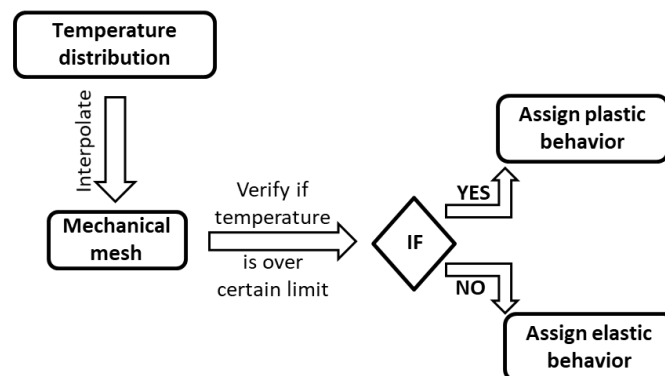 Temperature
distribution
Interpolate
Mechanical
mesh
Verify if
temperature
is over
certain limit
IF
YES
Assign plastic
behavior
NO
Assign elastic
behavior